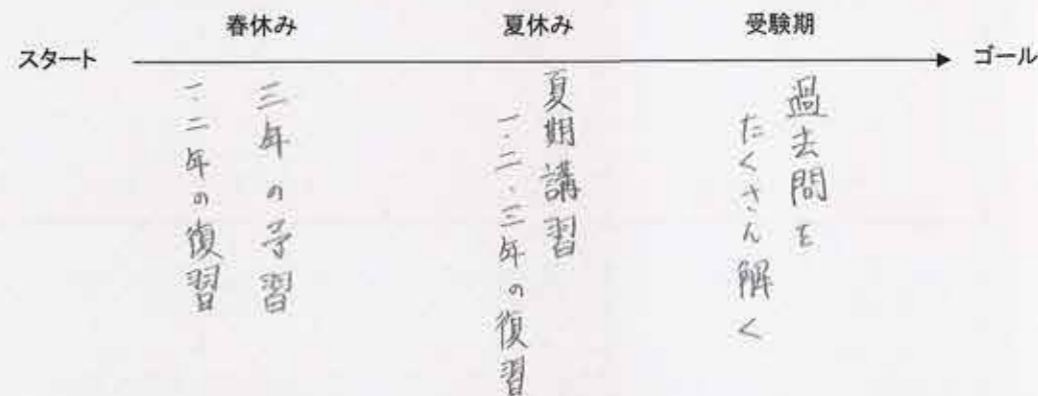 春休み
夏休み
受験期
スタート
ゴール
三年の予習
一・二年の復習
夏期講習
一・二・三年の復習
過去問を
たくさん解く